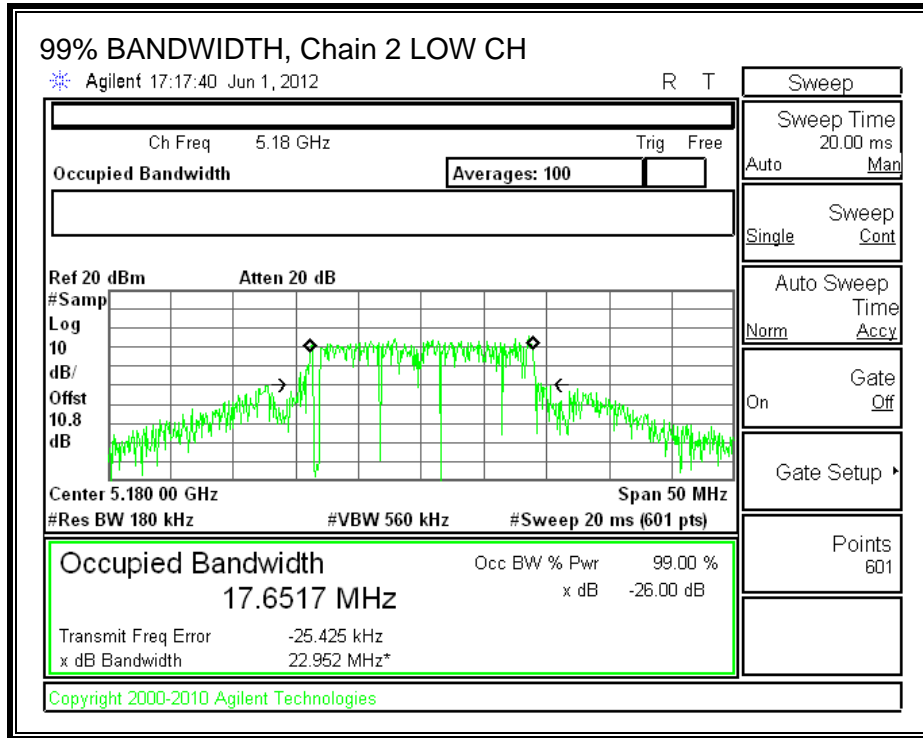 99% BANDWIDTH, Chain 2 LOW CH
Agilent 17:17:40 Jun 1, 2012 R T
Ch Freq 5.18 GHz Trig Free
Occupied Bandwidth Averages: 100
Ref 20 dBm Atten 20 dB
#Samp
Log
10
dB/
Offst
10.8
dB
Center 5.180 00 GHz Span 50 MHz
#Res BW 180 kHz #VBW 560 kHz #Sweep 20 ms (601 pts)
Occupied Bandwidth Occ BW % Pwr 99.00 %
17.6517 MHz x dB -26.00 dB
Transmit Freq Error -25.425 kHz
x dB Bandwidth 22.952 MHz*
Copyright 2000-2010 Agilent Technologies
Sweep
Sweep Time
20.00 ms
Auto Man
Sweep
Single Cont
Auto Sweep
Time
Norm Accy
Gate
On Off
Gate Setup
Points
601